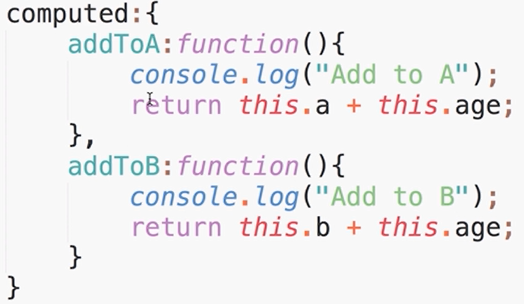 computed:{
    addToA:function(){
        console.log("Add to A");
        return this.a + this.age;
    },
    addToB:function(){
        console.log("Add to B");
        return this.b + this.age;
    }
}